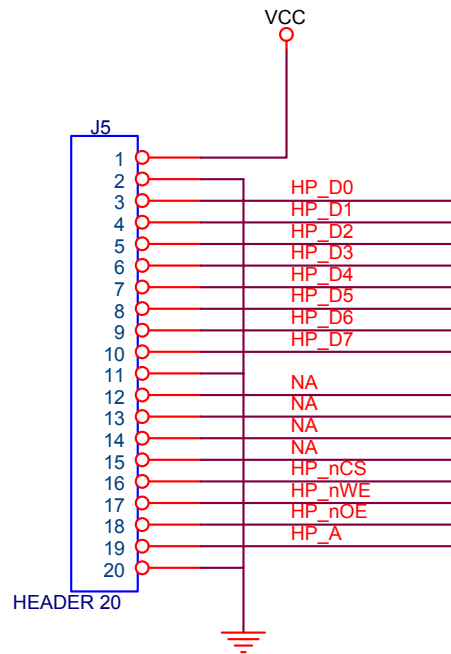 VCC
J5
1
2
3 HP_D0
4 HP_D1
5 HP_D2
6 HP_D3
7 HP_D4
8 HP_D5
9 HP_D6
10 HP_D7
11
12 NA
13 NA
14 NA
15 NA
16 HP_nCS
17 HP_nWE
18 HP_nOE
19 HP_A
20
HEADER 20